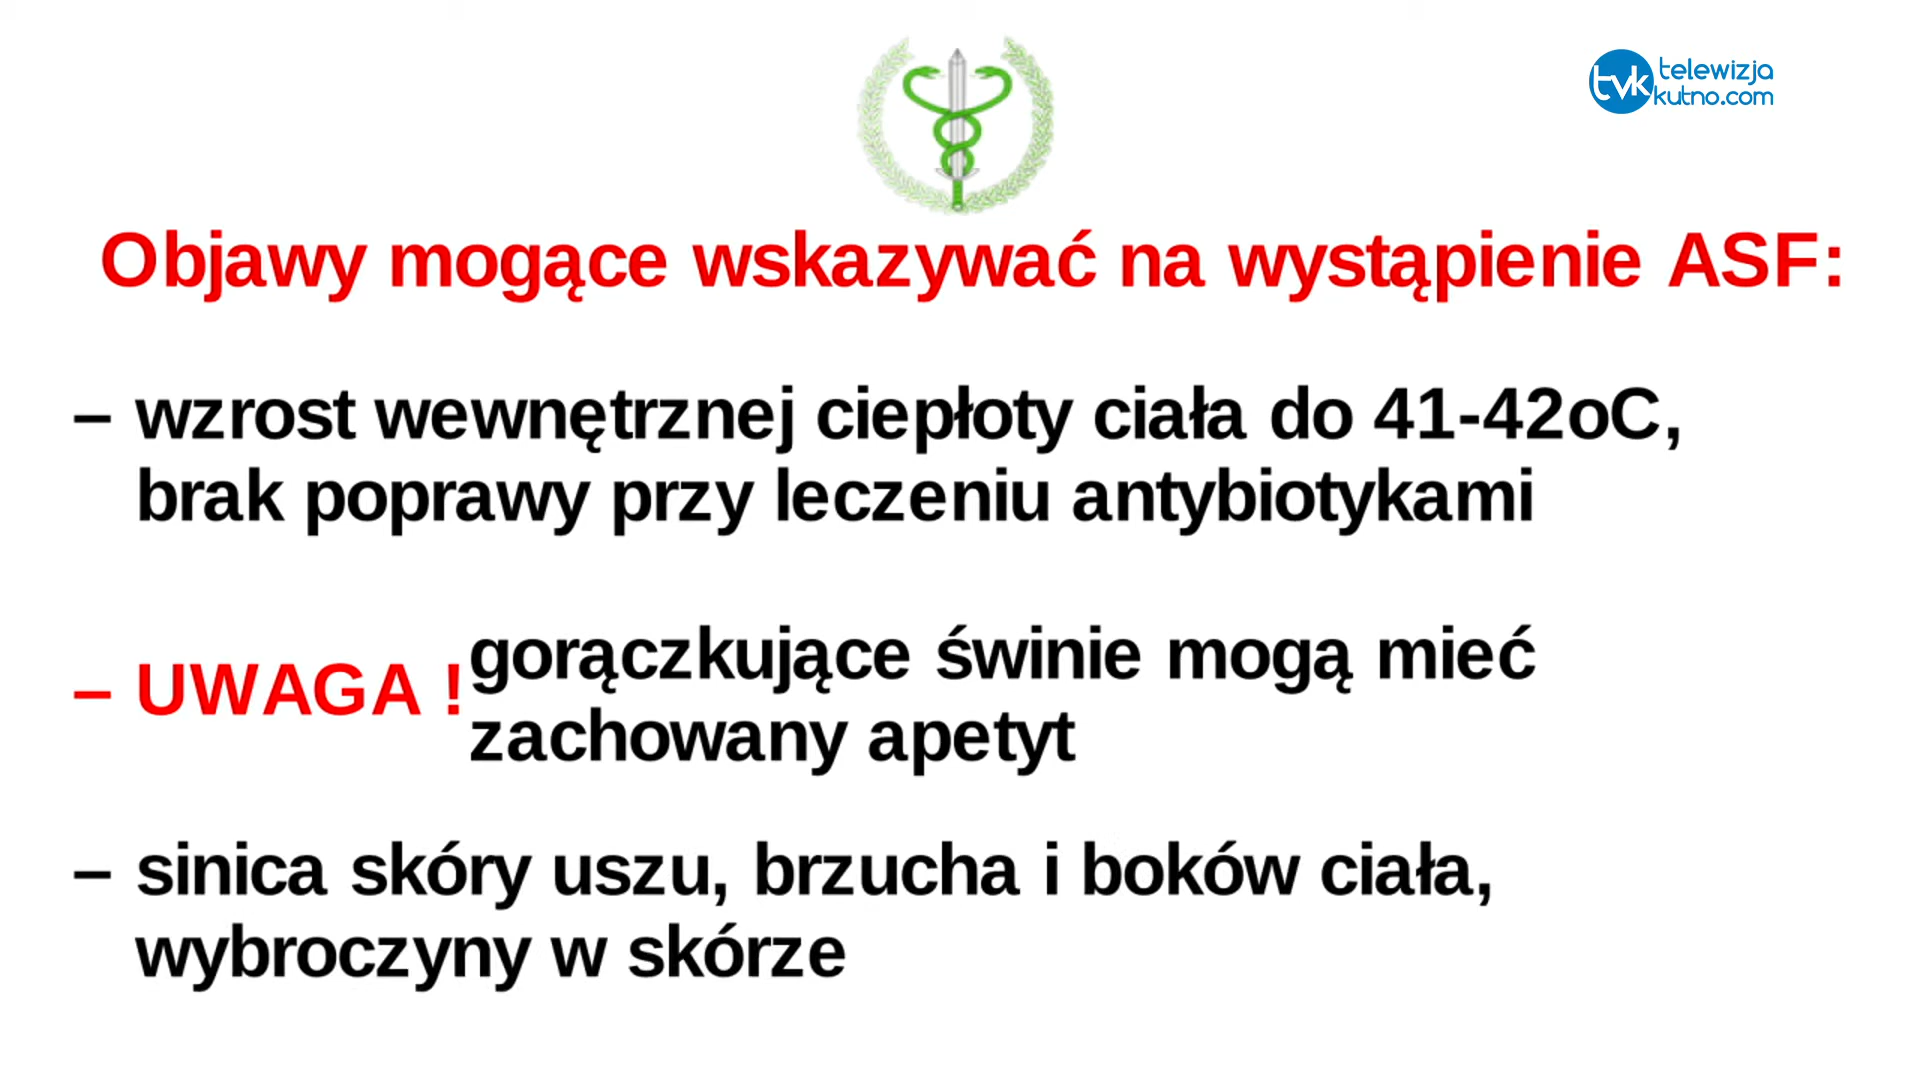 tvk telewizja
kutno.com
Objawy mogące wskazywać na wystąpienie ASF:
– wzrost wewnętrznej ciepłoty ciała do 41-42oC,
brak poprawy przy leczeniu antybiotykami
– UWAGA ! gorączkujące świnie mogą mieć
zachowany apetyt
– sinica skóry uszu, brzucha i boków ciała,
wybroczyny w skórze